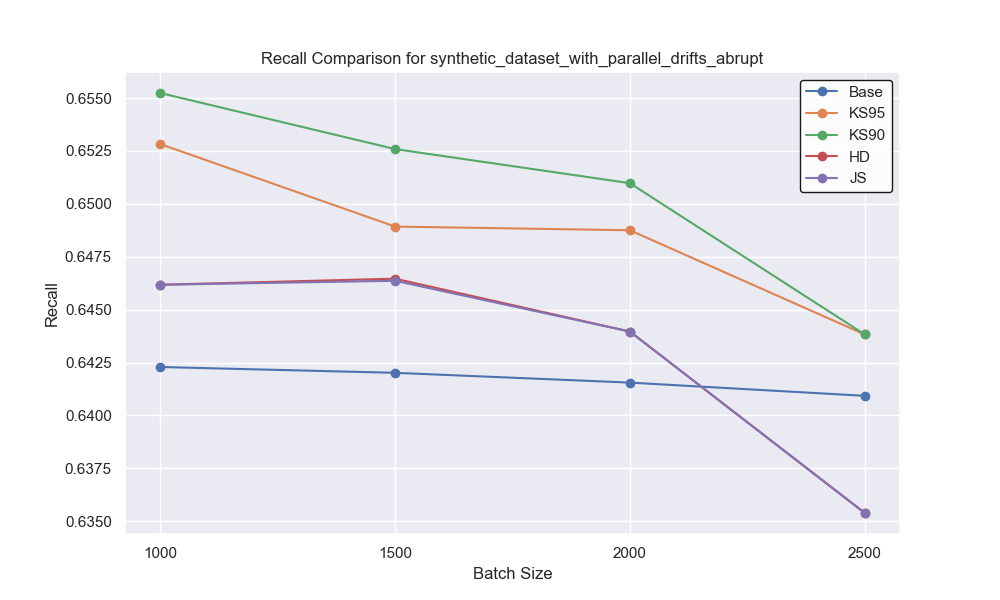 Recall Comparison for synthetic_dataset_with_parallel_drifts_abrupt
0.6550
0.6525
0.6500
0.6475
0.6450
0.6425
0.6400
0.6375
0.6350
Recall
Base
KS95
KS90
HD
JS
1000
1500
2000
2500
Batch Size